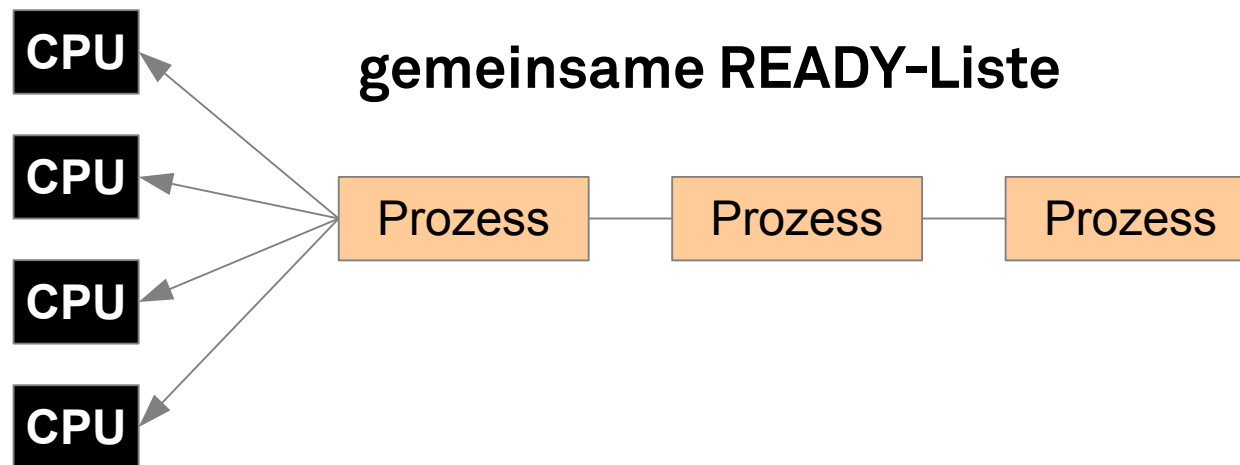 CPU
gemeinsame READY-Liste
CPU
Prozess
Prozess
Prozess
CPU
CPU